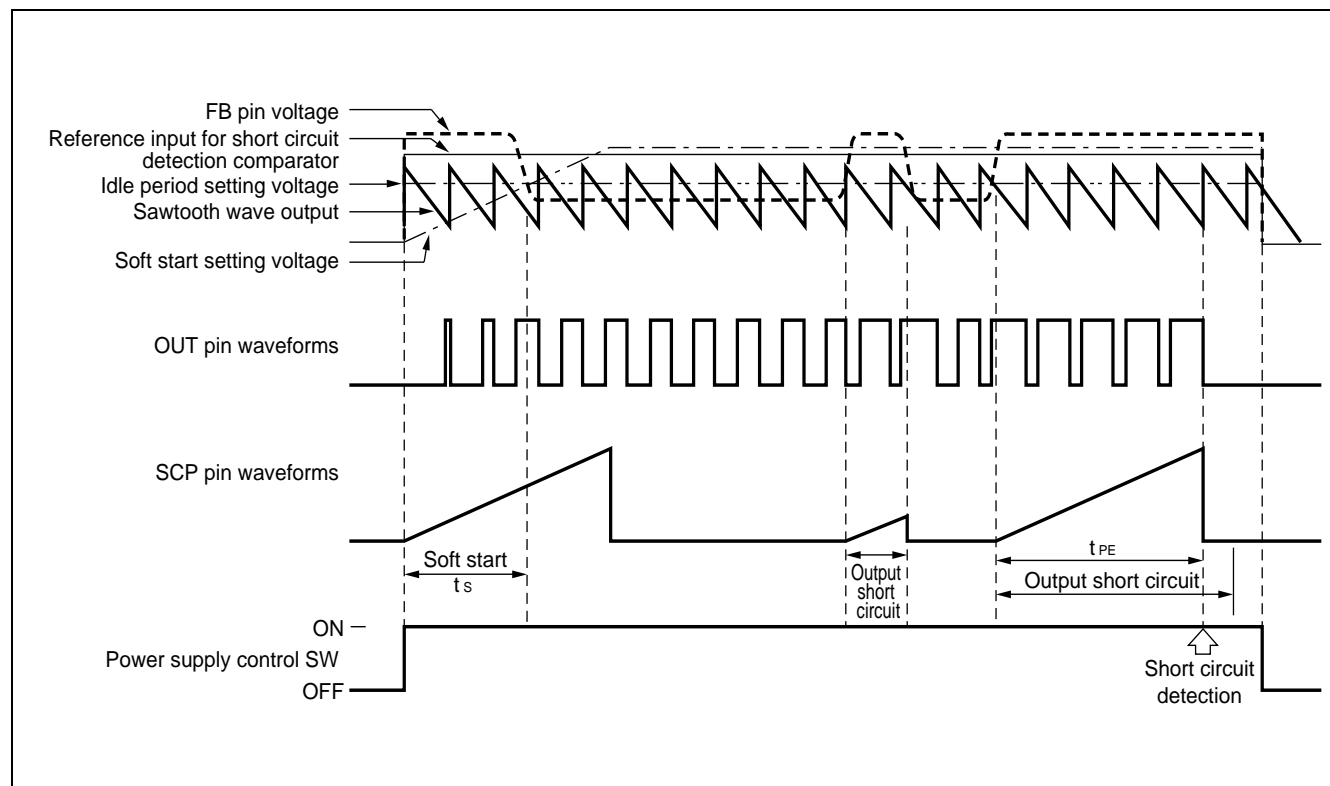 FB pin voltage
Reference input for short circuit
detection comparator
Idle period setting voltage
Sawtooth wave output
Soft start setting voltage
OUT pin waveforms
SCP pin waveforms
Soft start
t S
Output
short
circuit
t PE
Output short circuit
ON
Power supply control SW
OFF
Short circuit
detection